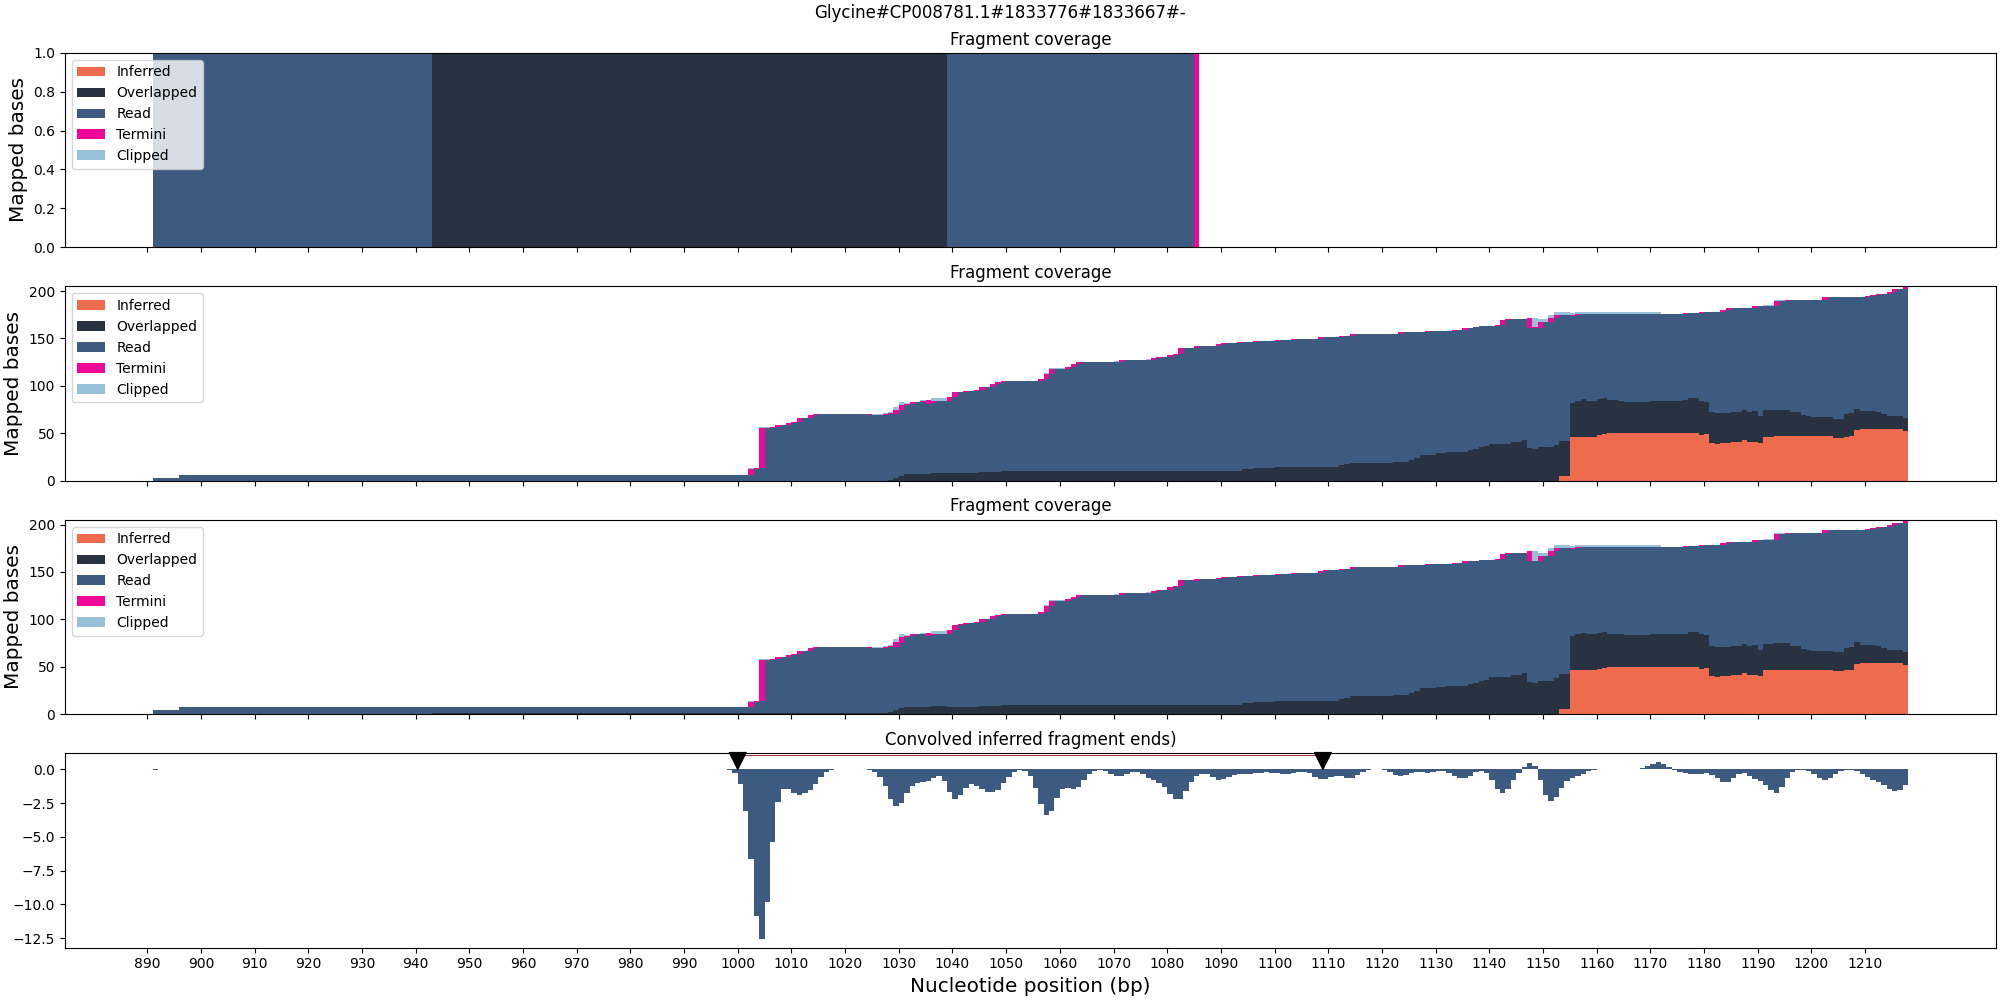 Glycine#CP008781.1#1833776#1833667#-
Fragment coverage
Mapped bases
1.0
0.8
0.6
0.4
0.2
0.0
Inferred
Overlapped
Read
Termini
Clipped
Fragment coverage
Mapped bases
200
150
100
50
0
Inferred
Overlapped
Read
Termini
Clipped
Fragment coverage
Mapped bases
200
150
100
50
0
Inferred
Overlapped
Read
Termini
Clipped
Convolved inferred fragment ends)
0.0
−2.5
−5.0
−7.5
−10.0
−12.5
890 900 910 920 930 940 950 960 970 980 990 1000 1010 1020 1030 1040 1050 1060 1070 1080 1090 1100 1110 1120 1130 1140 1150 1160 1170 1180 1190 1200 1210
Nucleotide position (bp)